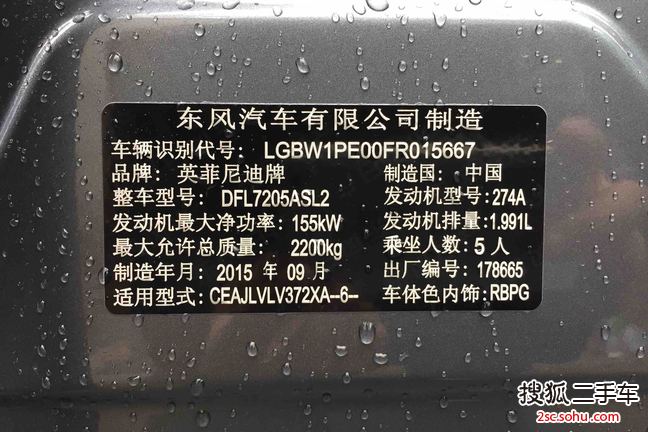 东风汽车有限公司制造
车辆识别代号: LGBW1PE00FR015667
品牌: 英菲尼迪牌 制造国: 中国
整车型号: DFL7205ASL2 发动机型号: 274A
发动机最大净功率: 155kW 发动机排量: 1.991L
最大允许总质量: 2200kg 乘坐人数: 5 人
制造年月: 2015 年 09 月 出厂编号: 178665
适用型式: CEAJLVLV372XA--6-- 车体色内饰: RBPG
搜狐二手车
2sc.sohu.com